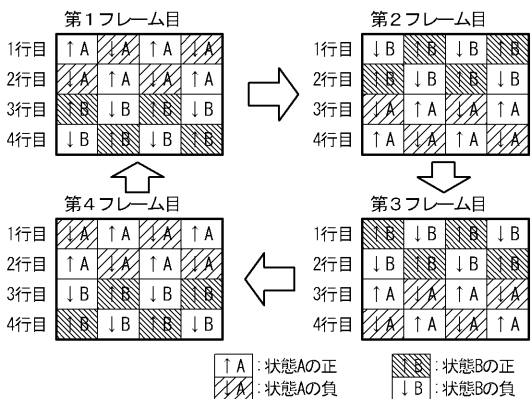 第1フレーム目
1行目 ↑A ↓A ↑A ↓A
2行目 ↓A ↑A ↓A ↑A
3行目 ↑B ↓B ↑B ↓B
4行目 ↓B ↑B ↓B ↑B
第2フレーム目
1行目 ↓B ↑B ↓B ↑B
2行目 ↑B ↓B ↑B ↓B
3行目 ↓A ↑A ↓A ↑A
4行目 ↑A ↓A ↑A ↓A
第4フレーム目
1行目 ↓A ↑A ↓A ↑A
2行目 ↑A ↓A ↑A ↓A
3行目 ↓B ↑B ↓B ↑B
4行目 ↑B ↓B ↑B ↓B
第3フレーム目
1行目 ↑B ↓B ↑B ↓B
2行目 ↓B ↑B ↓B ↑B
3行目 ↑A ↓A ↑A ↓A
4行目 ↓A ↑A ↓A ↑A
↑A :状態Aの正
↓A :状態Aの負
↑B :状態Bの正
↓B :状態Bの負